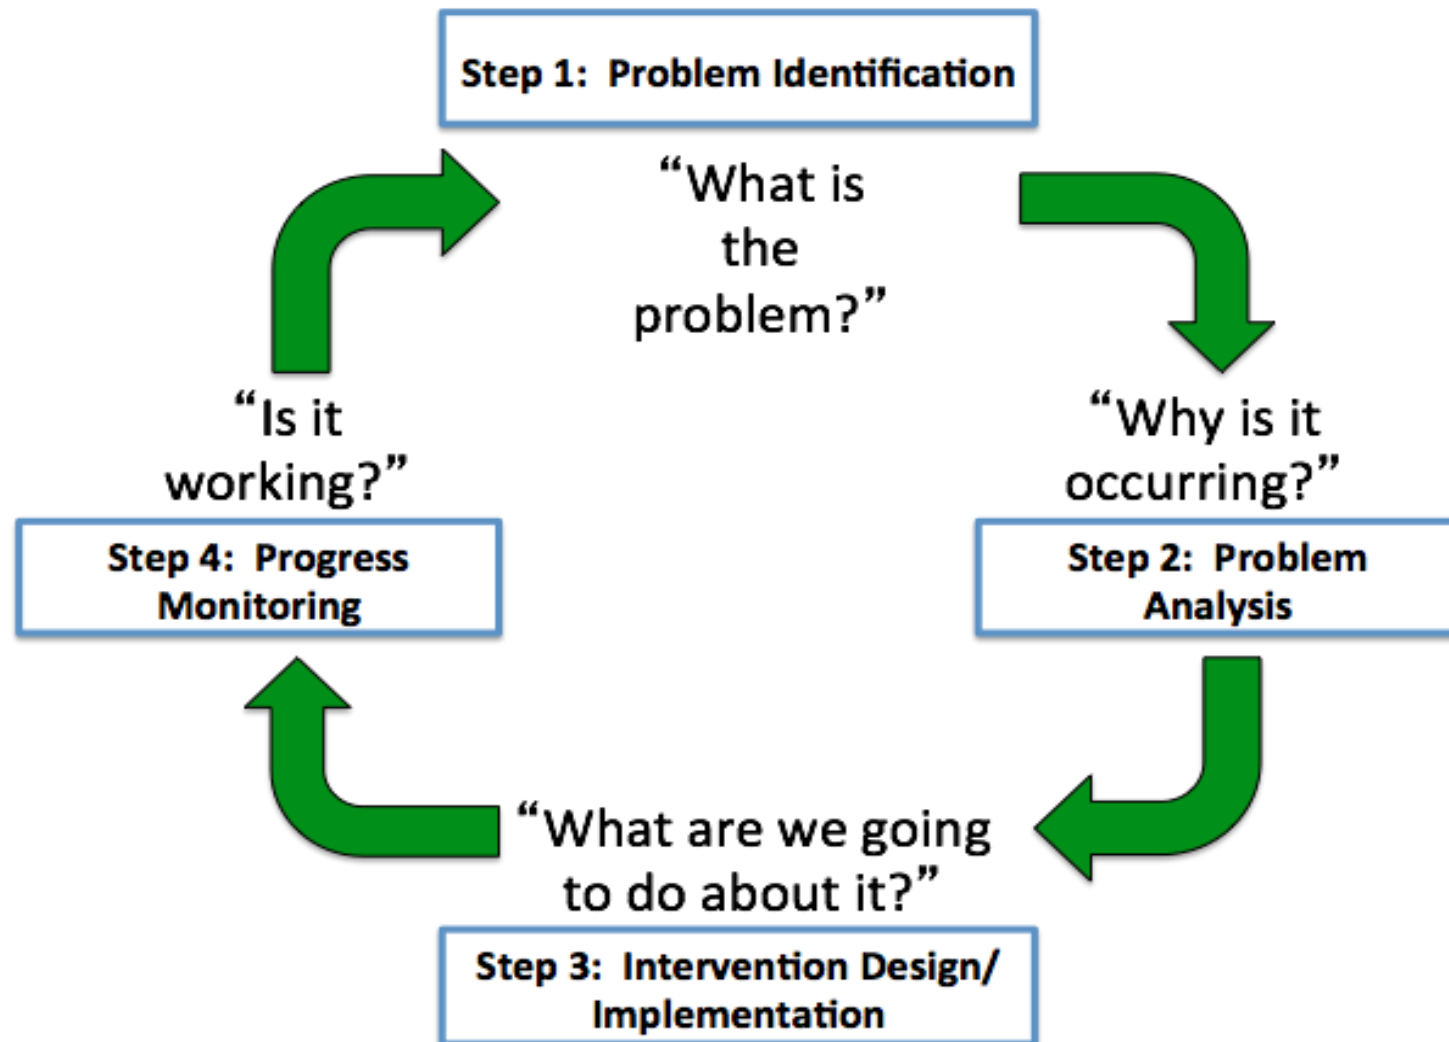 Step 1:  Problem Identification
“What is
the
problem?”
“Why is it
occurring?”
Step 2:  Problem
Analysis
“What are we going
to do about it?”
Step 3:  Intervention Design/
Implementation
“Is it
working?”
Step 4:  Progress
Monitoring